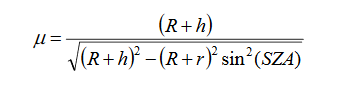 μ = (R + h) / √((R + h)² − (R + r)² sin²(SZA))